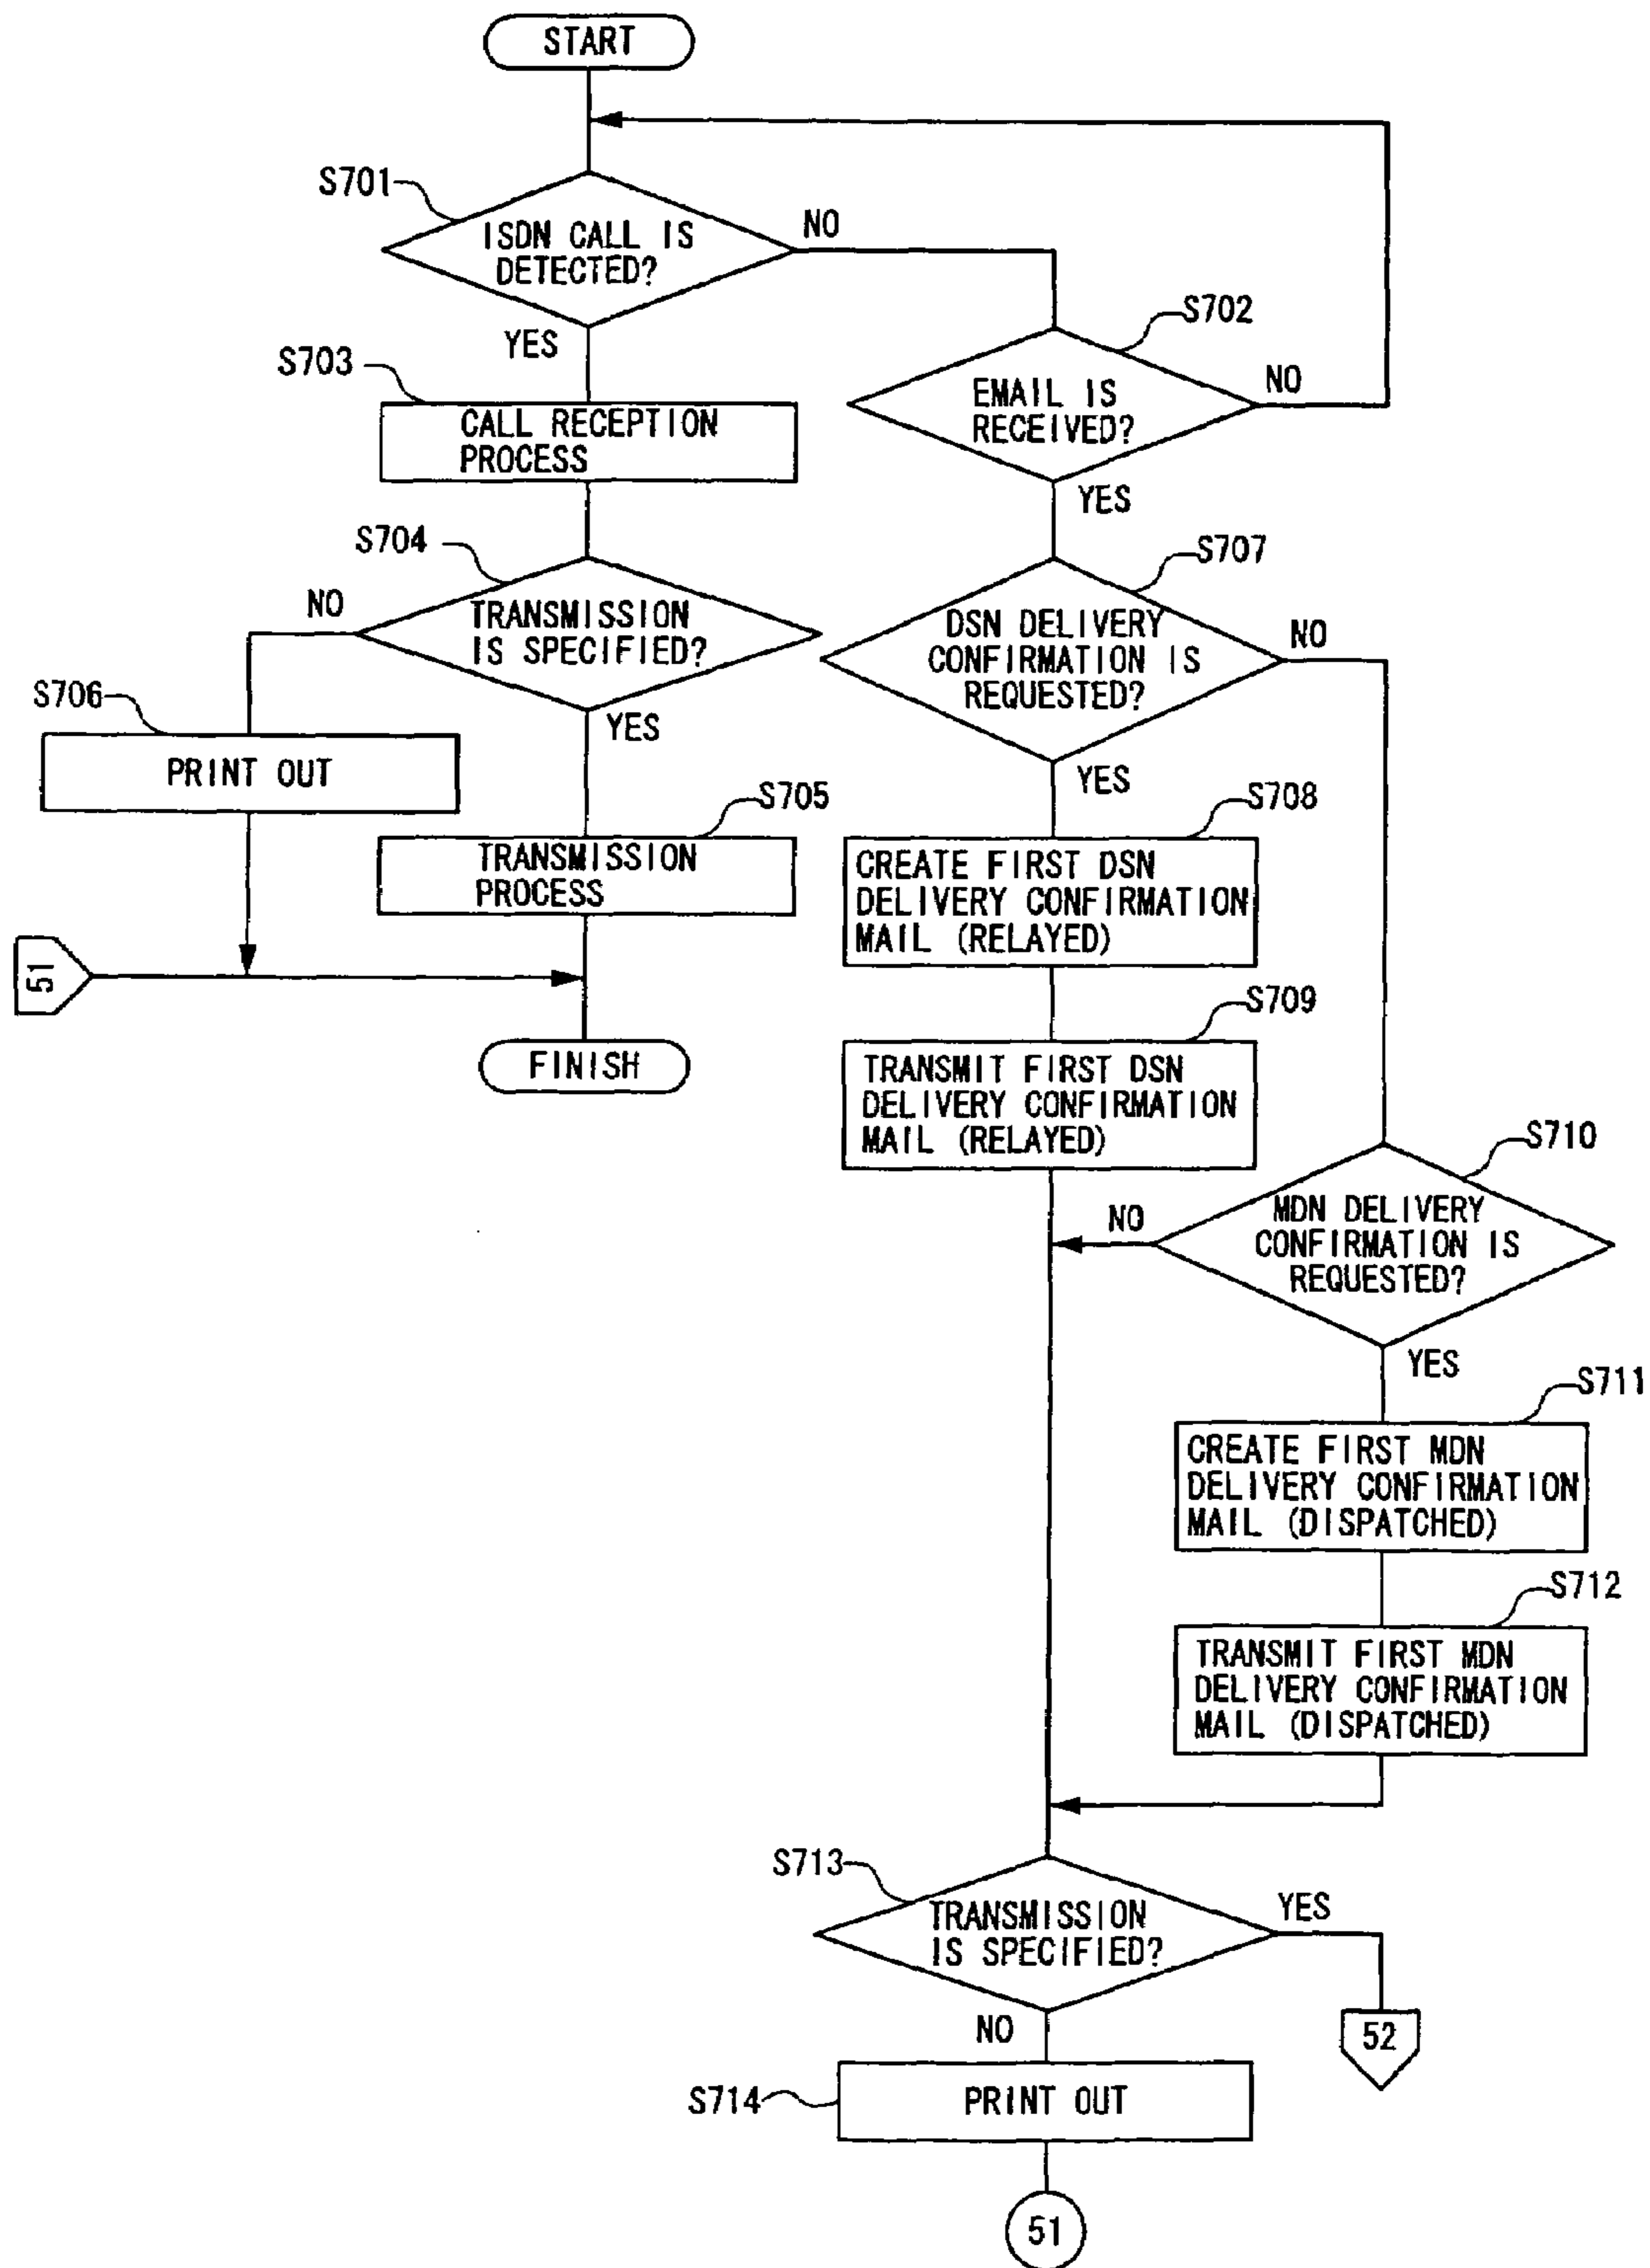 START
S701
ISDN CALL IS
DETECTED?
NO
YES
S702
EMAIL IS
RECEIVED?
NO
YES
S703
CALL RECEPTION
PROCESS
S704
TRANSMISSION
IS SPECIFIED?
NO
YES
S707
DSN DELIVERY
CONFIRMATION IS
REQUESTED?
NO
YES
S706
PRINT OUT
S705
TRANSMISSION
PROCESS
S708
CREATE FIRST DSN
DELIVERY CONFIRMATION
MAIL (RELAYED)
51
FINISH
S709
TRANSMIT FIRST DSN
DELIVERY CONFIRMATION
MAIL (RELAYED)
S710
MDN DELIVERY
CONFIRMATION IS
REQUESTED?
NO
YES
S711
CREATE FIRST MDN
DELIVERY CONFIRMATION
MAIL (DISPATCHED)
S712
TRANSMIT FIRST MDN
DELIVERY CONFIRMATION
MAIL (DISPATCHED)
S713
TRANSMISSION
IS SPECIFIED?
YES
NO
52
S714
PRINT OUT
51